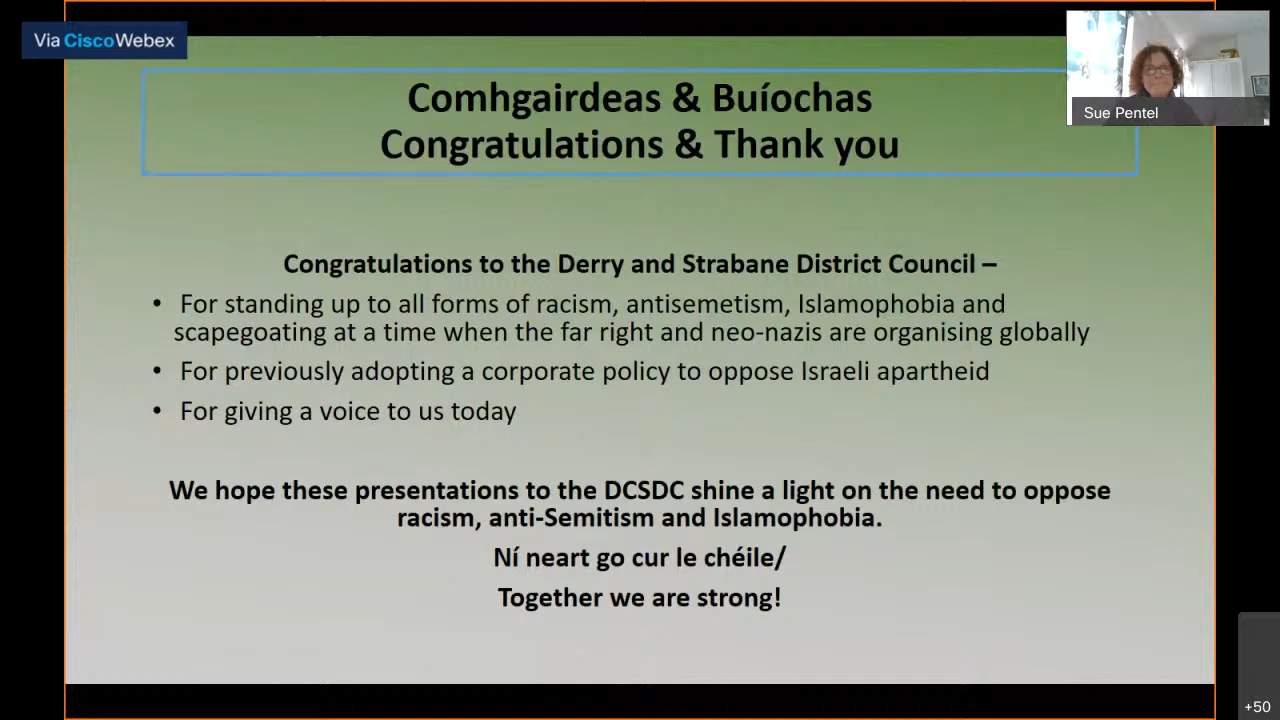 Via Cisco Webex
Sue Pentel
Comhgairdeas & Buíochas
Congratulations & Thank you
Congratulations to the Derry and Strabane District Council –
• For standing up to all forms of racism, antisemetism, Islamophobia and
scapegoating at a time when the far right and neo-nazis are organising globally
• For previously adopting a corporate policy to oppose Israeli apartheid
• For giving a voice to us today
We hope these presentations to the DCSDC shine a light on the need to oppose
racism, anti-Semitism and Islamophobia.
Ní neart go cur le chéile/
Together we are strong!
+50